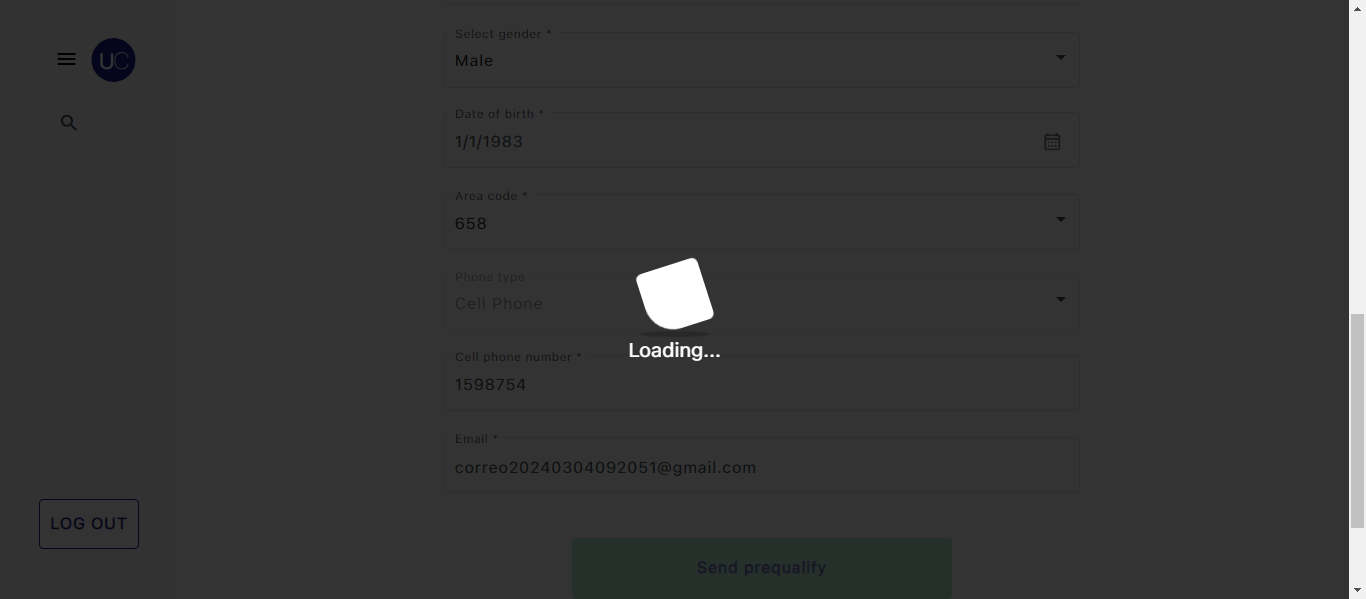 UC
Select gender *
Male
Date of birth *
1/1/1983
Area code *
658
Phone type
Cell Phone
Loading...
Cell phone number *
1598754
Email *
correo20240304092051@gmail.com
LOG OUT
Send prequalify